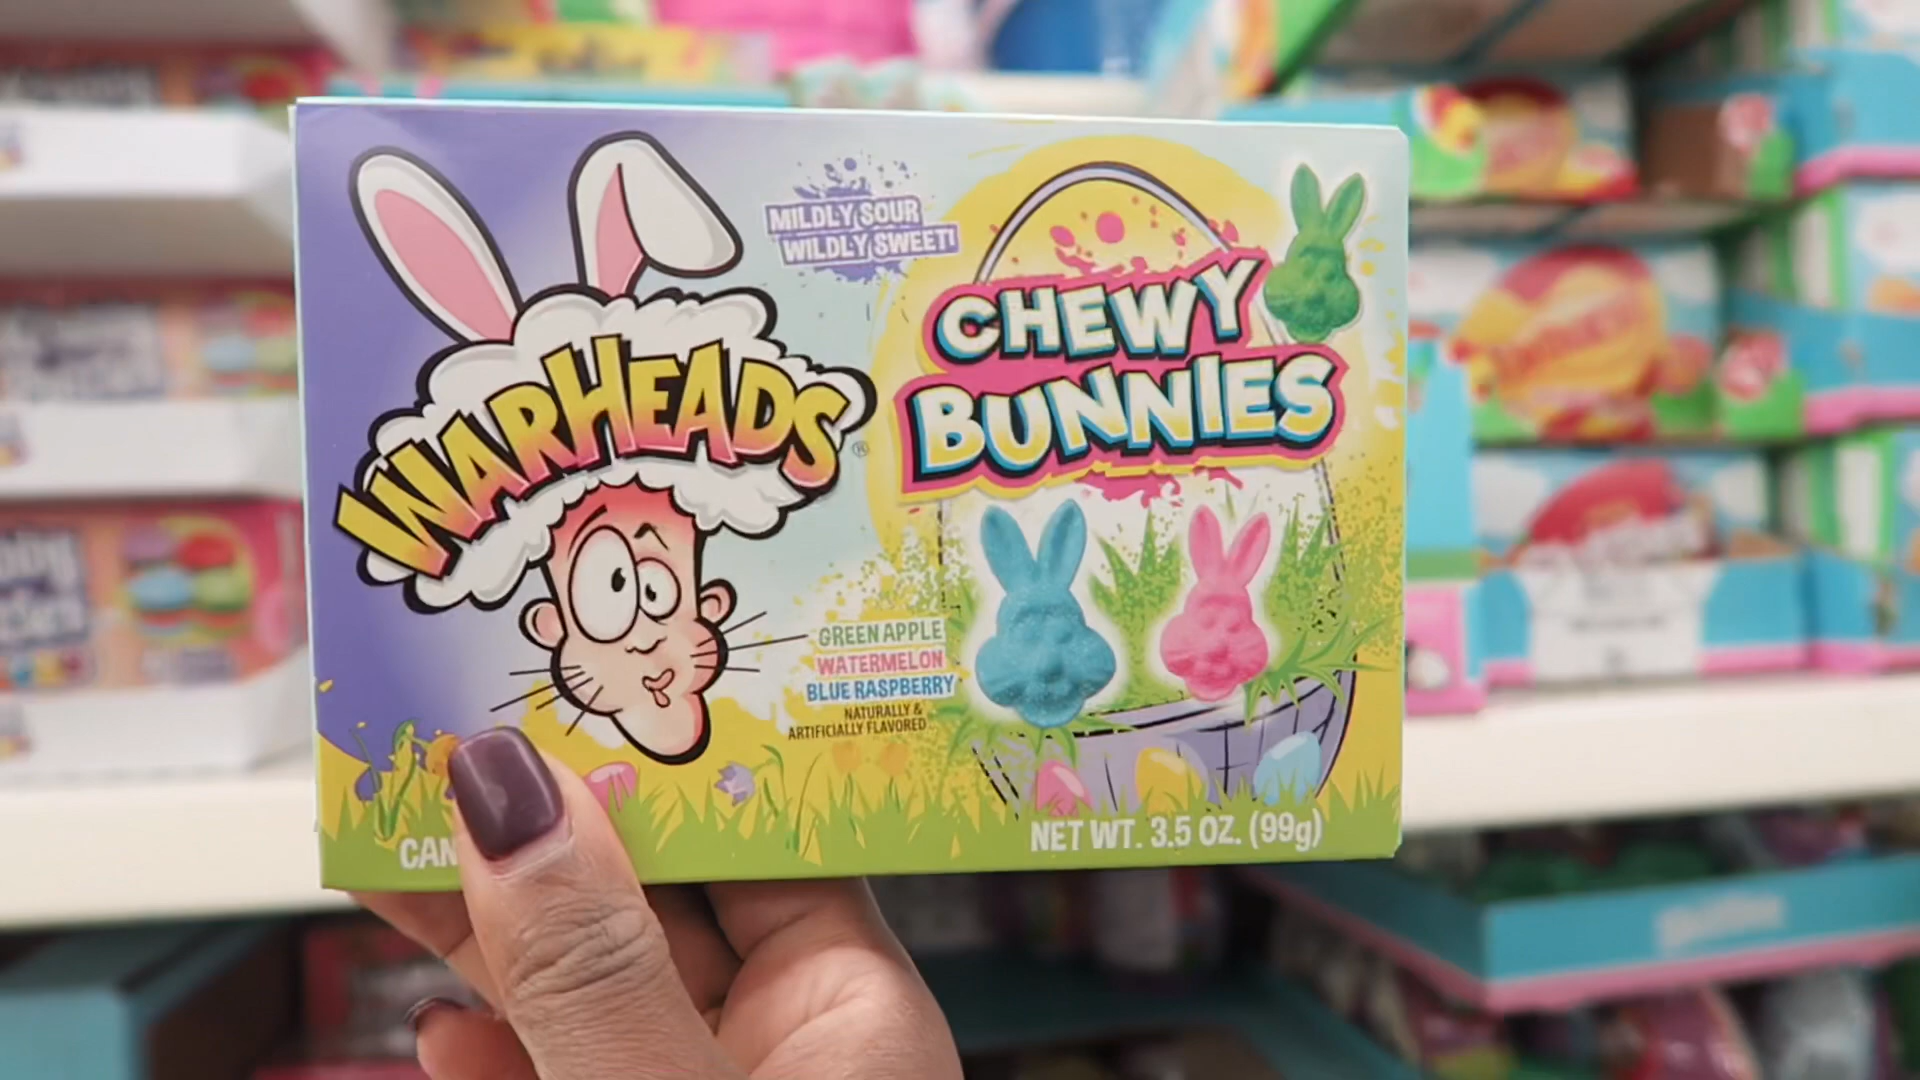 MILDLY SOUR
WILDLY SWEET!
WARHEADS®
CHEWY
BUNNIES
GREEN APPLE
WATERMELON
BLUE RASPBERRY
NATURALLY &
ARTIFICIALLY FLAVORED
CAN
NET WT. 3.5 OZ. (99g)